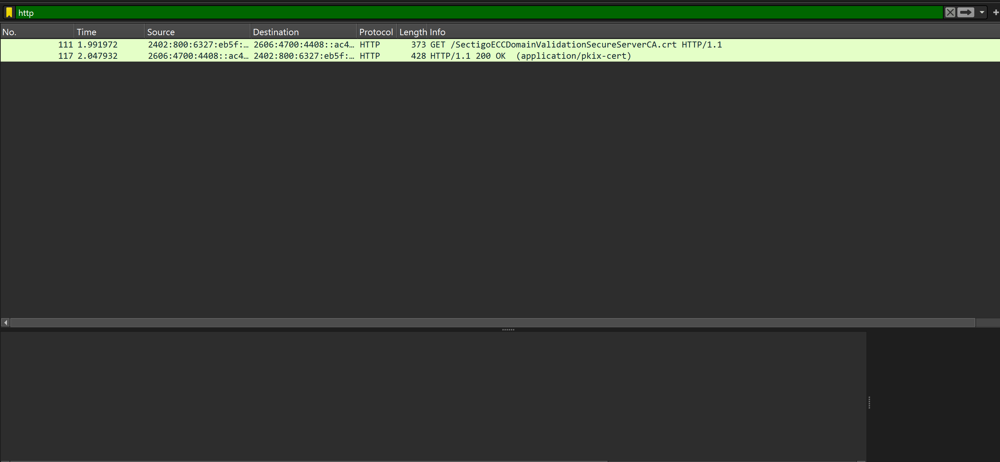 http
No. Time Source Destination Protocol Length Info
111 1.991972 2402:800:6327:eb5f:… 2606:4700:4408::ac4… HTTP 373 GET /SectigoECCDomainValidationSecureServerCA.crt HTTP/1.1
117 2.047932 2606:4700:4408::ac4… 2402:800:6327:eb5f:… HTTP 428 HTTP/1.1 200 OK (application/pkix-cert)